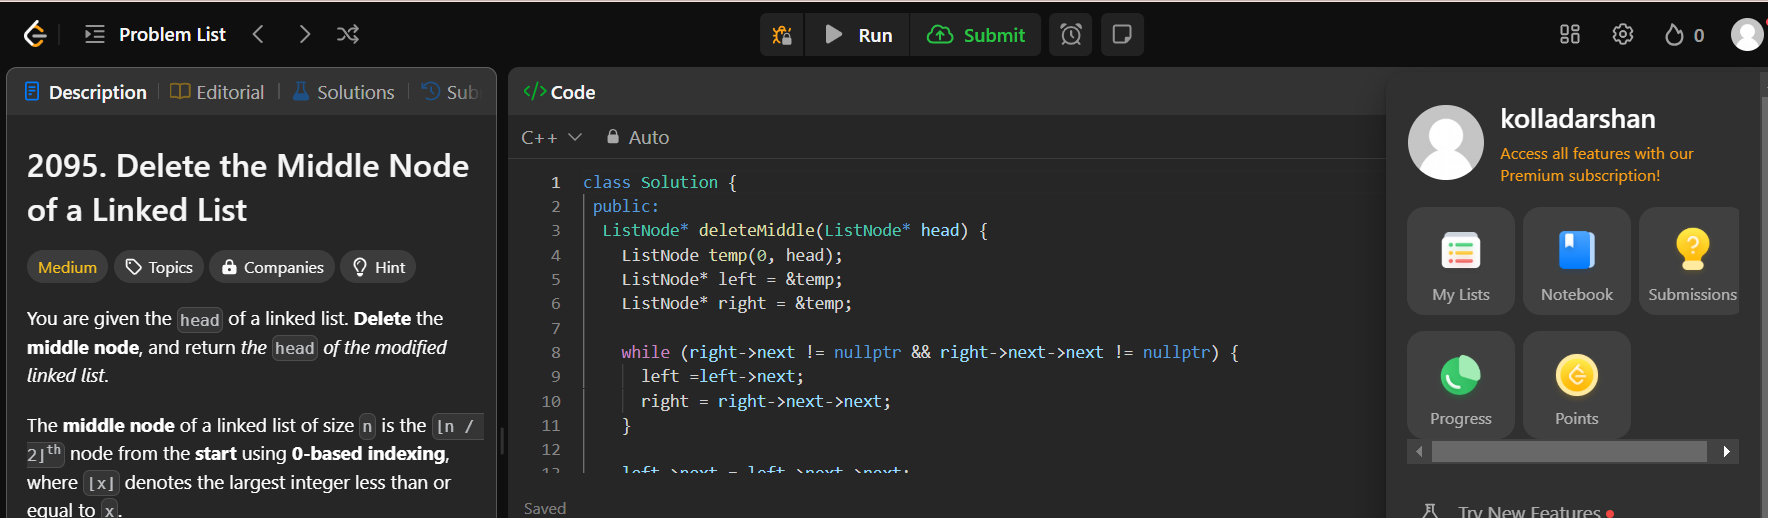 Problem List
Run
Submit
0
Description
Editorial
Solutions
Sub
</> Code
C++
Auto
2095. Delete the Middle Node
of a Linked List
Medium
Topics
Companies
Hint
You are given the head of a linked list. Delete the
middle node, and return the head of the modified
linked list.
The middle node of a linked list of size n is the ⌊n /
2⌋th node from the start using 0-based indexing,
where ⌊x⌋ denotes the largest integer less than or
equal to x.
1 class Solution {
2 public:
3 ListNode* deleteMiddle(ListNode* head) {
4 ListNode temp(0, head);
5 ListNode* left = &temp;
6 ListNode* right = &temp;
7
8 while (right->next != nullptr && right->next->next != nullptr) {
9 left =left->next;
10 right = right->next->next;
11 }
12
13 left->next = left->next->next;
Saved
kolladarshan
Access all features with our
Premium subscription!
My Lists
Notebook
Submissions
Progress
Points
Try New Features